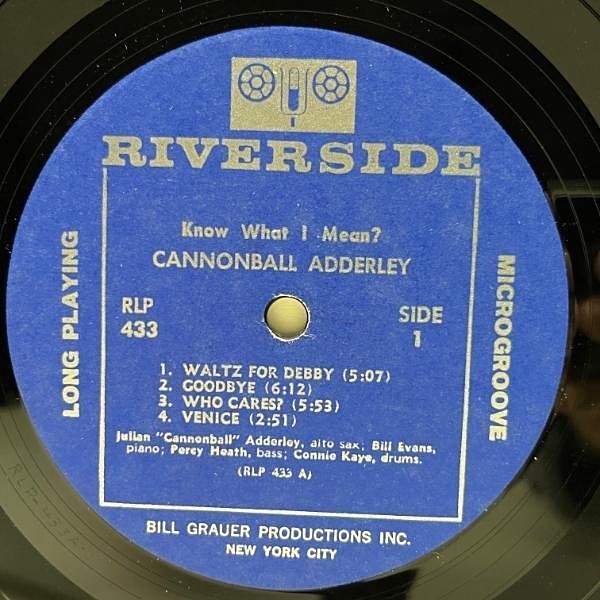 RIVERSIDE
Know What I Mean?
CANNONBALL ADDERLEY
RLP
433
SIDE
1
LONG PLAYING
MICROGROOVE
1. WALTZ FOR DEBBY (5:07)
2. GOODBYE (6:12)
3. WHO CARES? (5:53)
4. VENICE (2:51)
Julian "Cannonball" Adderley, alto sax; Bill Evans,
piano; Percy Heath, bass; Connie Kaye, drums.
(RLP 433 A)
BILL GRAUER PRODUCTIONS INC.
NEW YORK CITY